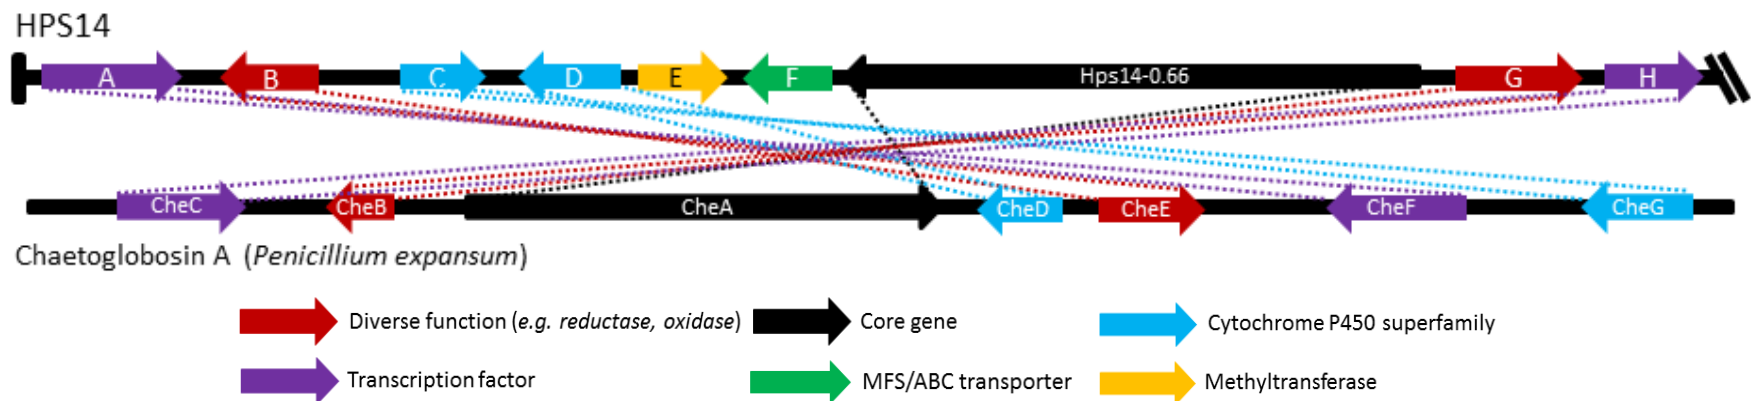 HPS14
A B C D E F Hps14-0.66 G H
CheC CheB CheA CheD CheE CheF CheG
Chaetoglobosin A (Penicillium expansum)
Diverse function (e.g. reductase, oxidase) Core gene Cytochrome P450 superfamily
Transcription factor MFS/ABC transporter Methyltransferase